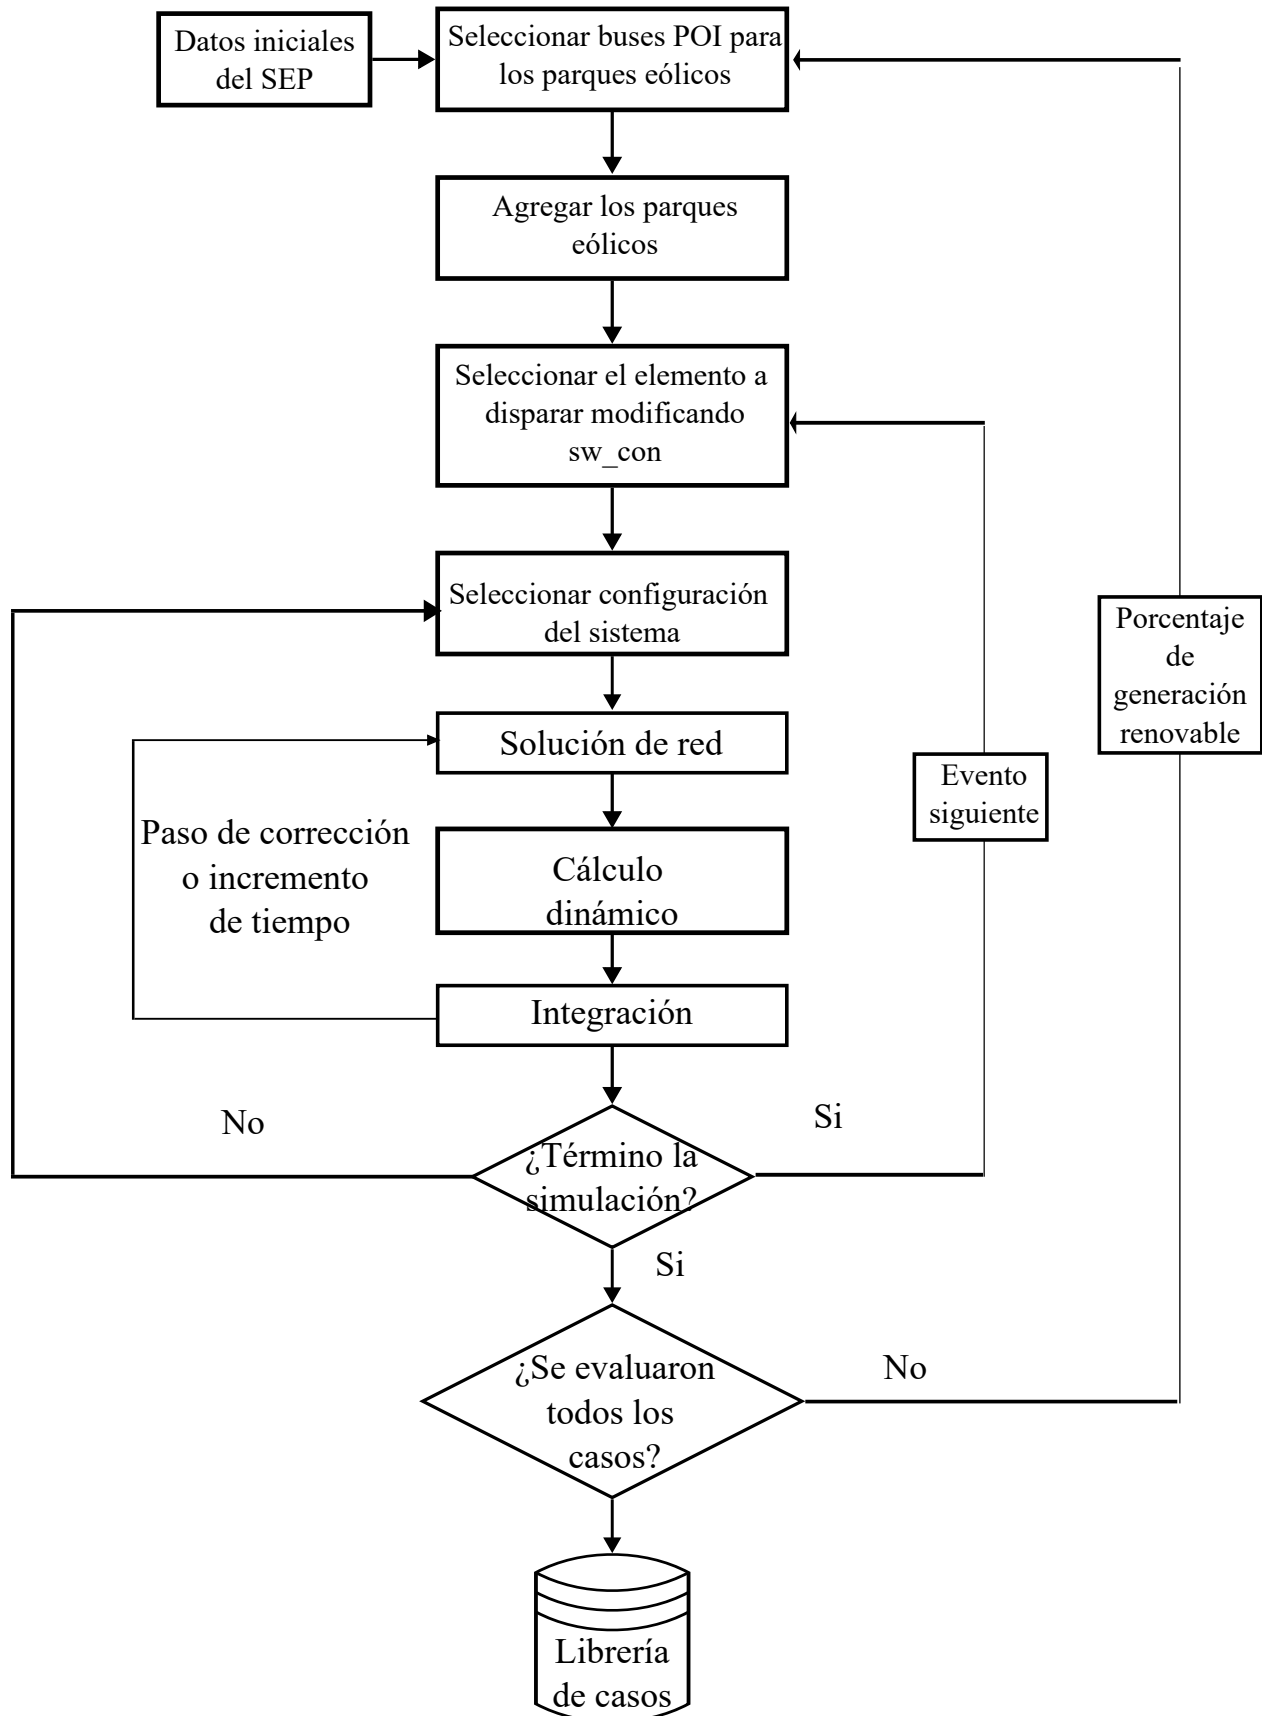 Datos iniciales
del SEP
Seleccionar buses POI para
los parques eólicos
Agregar los parques
eólicos
Seleccionar el elemento a
disparar modificando
sw_con
Seleccionar configuración
del sistema
Porcentaje
de
generación
renovable
Solución de red
Evento
siguiente
Paso de corrección
o incremento
de tiempo
Cálculo
dinámico
Integración
No
Si
¿Término la
simulación?
Si
¿Se evaluaron
todos los
casos?
No
Librería
de casos